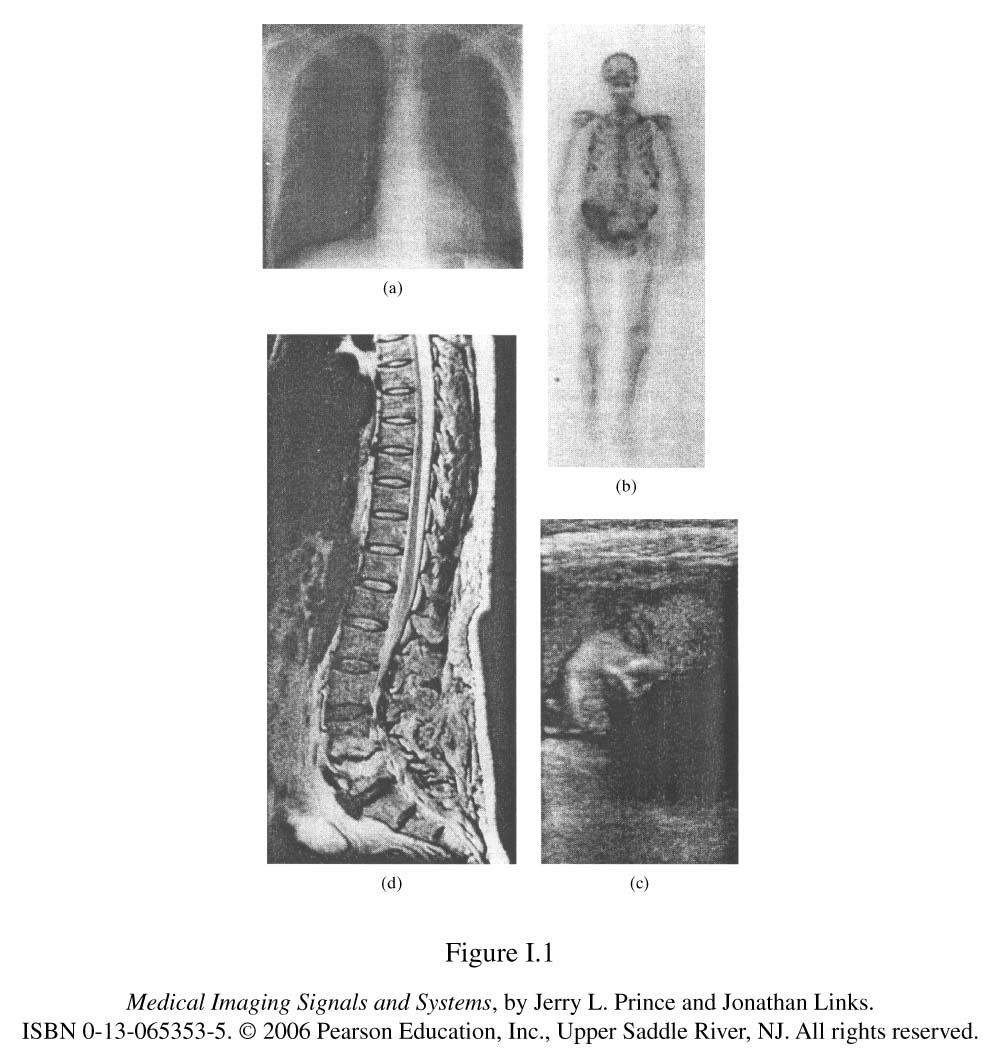 (a)
(b)
(d)
(c)
Figure I.1
Medical Imaging Signals and Systems, by Jerry L. Prince and Jonathan Links.
ISBN 0-13-065353-5. © 2006 Pearson Education, Inc., Upper Saddle River, NJ. All rights reserved.